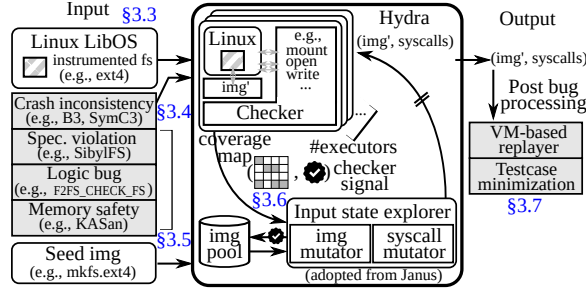 Input
§3.3
Linux LibOS
instrumented fs
(e.g., ext4)
Crash inconsistency
(e.g., B3, SymC3)
§3.4
Spec. violation
(e.g., SibylFS)
Logic bug
(e.g., F2FS_CHECK_FS)
Memory safety
(e.g., KASan)
§3.5
Seed img
(e.g., mkfs.ext4)
Linux
img'
e.g.,
mount
open
write
...
Checker
...
Hydra
(img', syscalls)
#executors
coverage
map
( , )
checker
signal
§3.6
Input state explorer
img
pool
img
mutator
syscall
mutator
(adopted from Janus)
Output
(img', syscalls)
Post bug
processing
VM-based
replayer
Testcase
minimization
§3.7